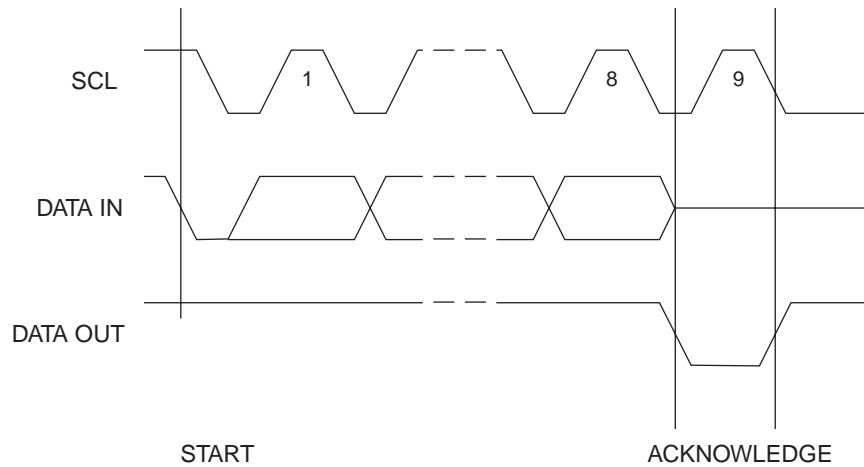 SCL
1
8
9
DATA IN
DATA OUT
START
ACKNOWLEDGE